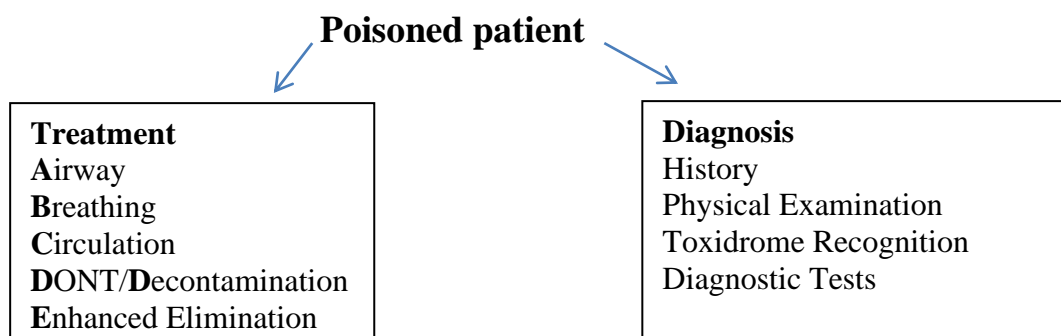 Poisoned patient
Treatment
Airway
Breathing
Circulation
DONT/Decontamination
Enhanced Elimination
Diagnosis
History
Physical Examination
Toxidrome Recognition
Diagnostic Tests